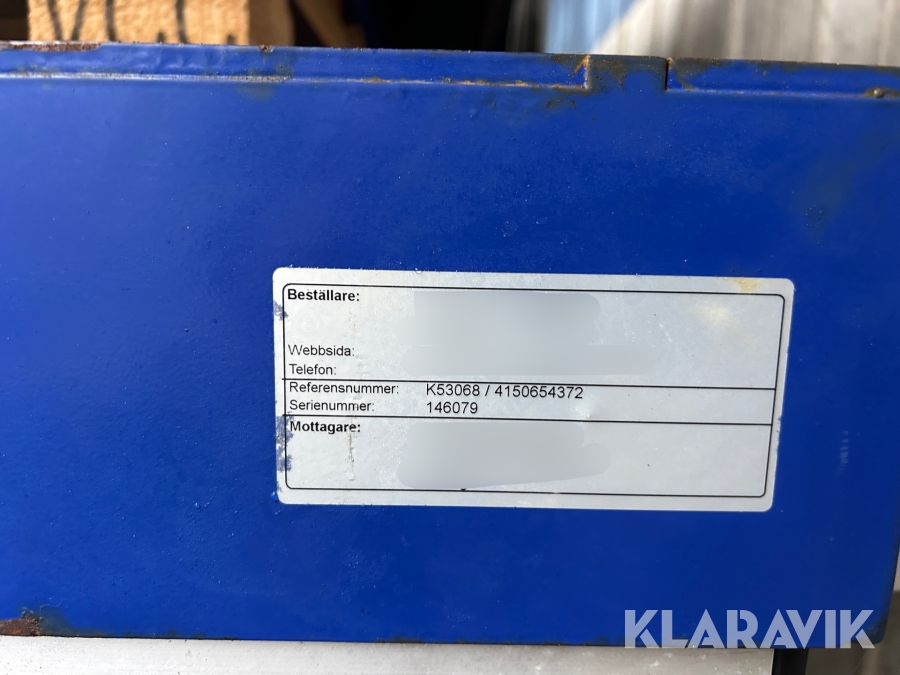 Beställare:
Webbsida:
Telefon:
Referensnummer: K53068 / 4150654372
Serienummer: 146079
Mottagare:
KLARAVIK